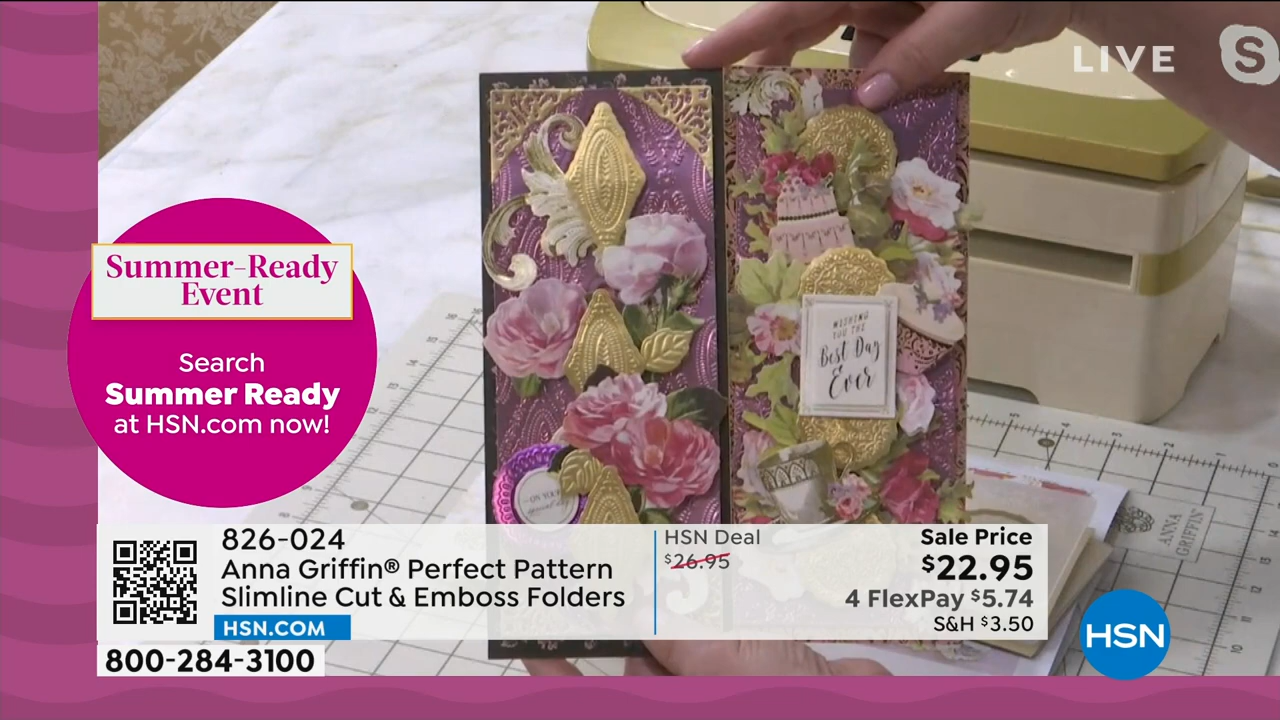 LIVE
S
Summer-Ready
Event
Search
Summer Ready
at HSN.com now!
WISHING
YOU THE
Best Day
Ever
ON YOUR
ANNA
GRIFFIN
826-024
Anna Griffin® Perfect Pattern
Slimline Cut & Emboss Folders
HSN.COM
HSN Deal
$26.95
Sale Price
$22.95
4 FlexPay $5.74
S&H $3.50
HSN
800-284-3100